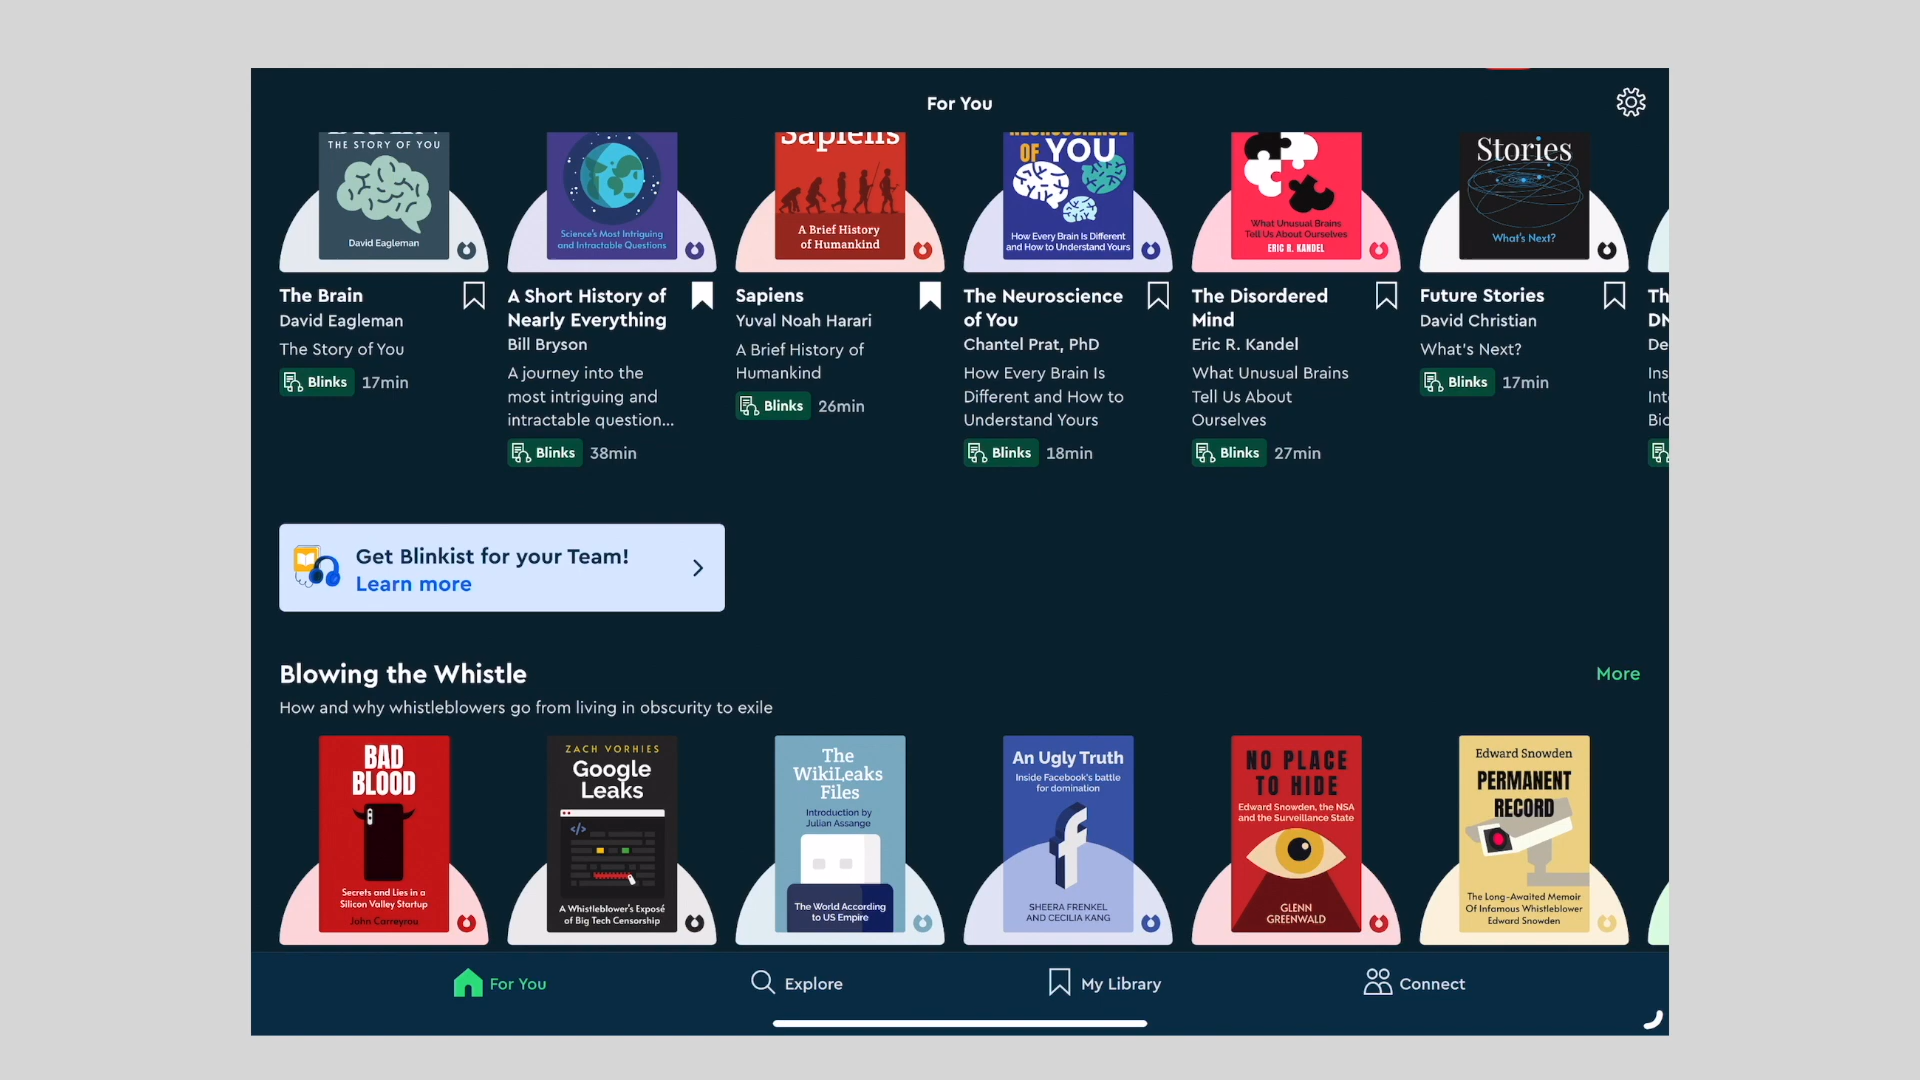 For You
THE STORY OF YOU
David Eagleman
Science's Most Intriguing
and Intractable Questions
Sapiens
A Brief History
of Humankind
NEUROSCIENCE
OF YOU
How Every Brain Is Different
and How to Understand Yours
What Unusual Brains
Tell Us About Ourselves
ERIC R. KANDEL
Stories
What's Next?
The Brain
David Eagleman
The Story of You
Blinks 17min
A Short History of
Nearly Everything
Bill Bryson
A journey into the
most intriguing and
intractable question...
Blinks 38min
Sapiens
Yuval Noah Harari
A Brief History of
Humankind
Blinks 26min
The Neuroscience
of You
Chantel Prat, PhD
How Every Brain Is
Different and How to
Understand Yours
Blinks 18min
The Disordered
Mind
Eric R. Kandel
What Unusual Brains
Tell Us About
Ourselves
Blinks 27min
Future Stories
David Christian
What's Next?
Blinks 17min
Th
De
Ins
Get Blinkist for your Team!
Learn more
Blowing the Whistle
More
How and why whistleblowers go from living in obscurity to exile
BAD
BLOOD
Secrets and Lies in a
Silicon Valley Startup
John Carreyrou
ZACH VORHIES
Google
Leaks
A Whistleblower's Exposé
of Big Tech Censorship
The
WikiLeaks
Files
Introduction by
Julian Assange
The World According
to US Empire
An Ugly Truth
Inside Facebook's battle
for domination
SHEERA FRENKEL
AND CECILIA KANG
NO PLACE
TO HIDE
Edward Snowden, the NSA
and the Surveillance State
GLENN
GREENWALD
Edward Snowden
PERMANENT
RECORD
The Long-Awaited Memoir
Of Infamous Whistleblower
Edward Snowden
For You
Explore
My Library
Connect